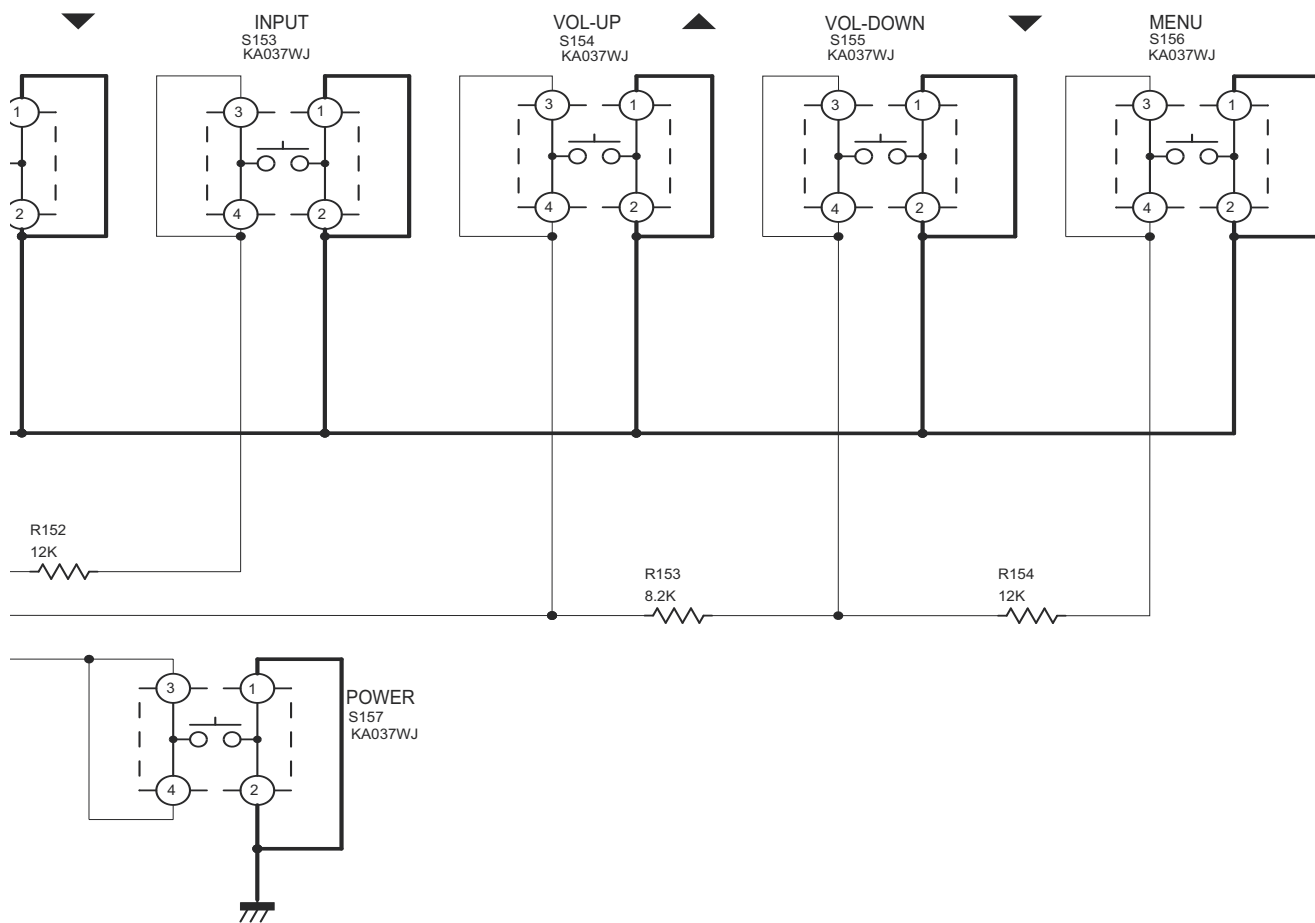 INPUT
S153
KA037WJ
VOL-UP
S154
KA037WJ
VOL-DOWN
S155
KA037WJ
MENU
S156
KA037WJ
1
2
3
1
4
2
3
1
4
2
3
1
4
2
3
1
4
2
R152
12K
R153
8.2K
R154
12K
3
1
4
2
POWER
S157
KA037WJ